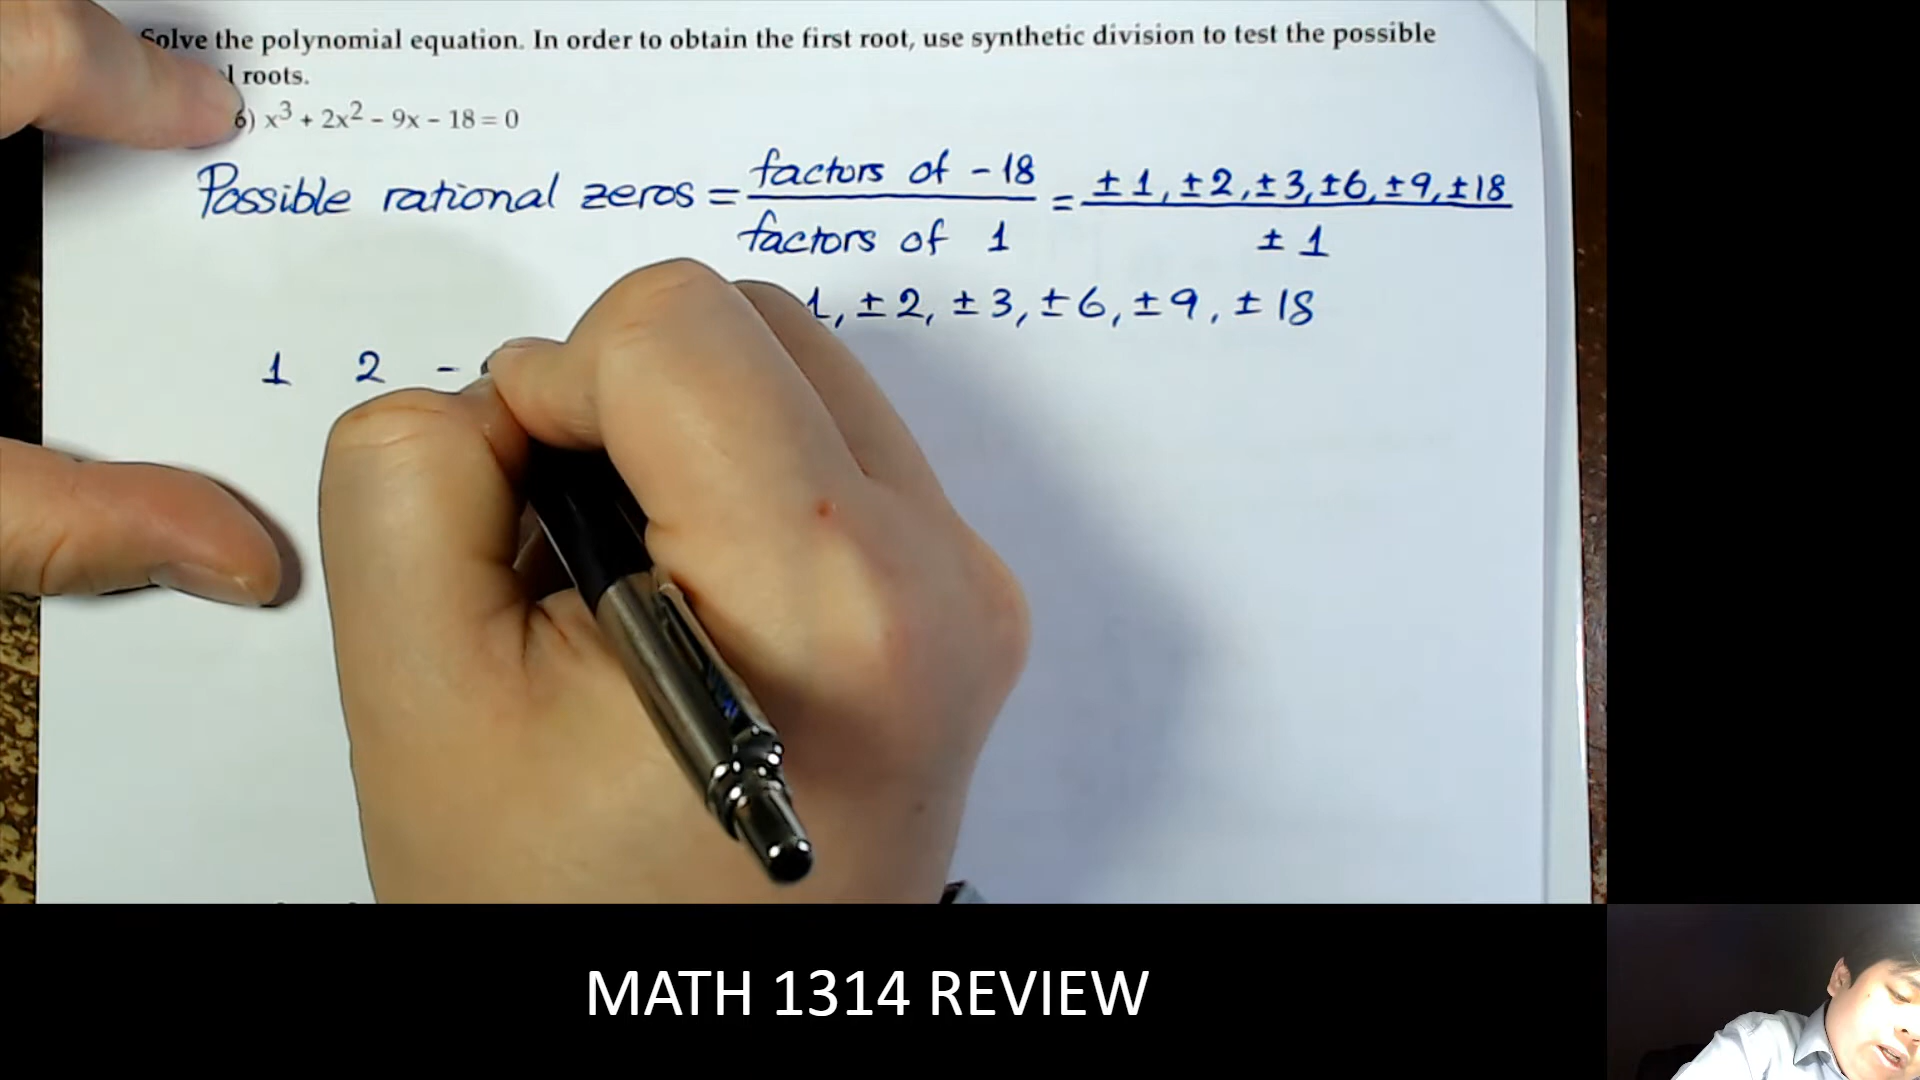 Solve the polynomial equation. In order to obtain the first root, use synthetic division to test the possible
l roots.
6) x³ + 2x² - 9x - 18 = 0
Possible rational zeros = factors of -18 / factors of 1 = ±1, ±2, ±3, ±6, ±9, ±18 / ±1
1, ±2, ±3, ±6, ±9, ±18
1 2 -
MATH 1314 REVIEW